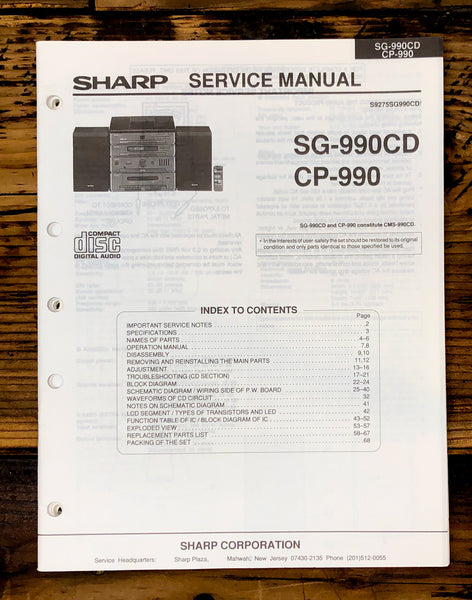 SG-990CD
CP-990
SHARP SERVICE MANUAL
S9275SG990CD/
SG-990CD
CP-990
SG-990CD and CP-990 constitute CMS-990CD.
• In the interests of user-safety the set should be restored to its original
condition and only parts identical to those specified be used.
COMPACT
disc
DIGITAL AUDIO
INDEX TO CONTENTS
Page
IMPORTANT SERVICE NOTES 2
SPECIFICATIONS 3
NAMES OF PARTS 4–6
OPERATION MANUAL 7,8
DISASSEMBLY 9,10
REMOVING AND REINSTALLING THE MAIN PARTS 11,12
ADJUSTMENT 13–16
TROUBLESHOOTING (CD SECTION) 17–21
BLOCK DIAGRAM 22–24
SCHEMATIC DIAGRAM / WIRING SIDE OF P.W. BOARD 25–40
WAVEFORMS OF CD CIRCUIT 32
NOTES ON SCHEMATIC DIAGRAM 41
LCD SEGMENT / TYPES OF TRANSISTORS AND LED 42
FUNCTION TABLE OF IC / BLOCK DIAGRAM OF IC 43–52
EXPLODED VIEW 53–57
REPLACEMENT PARTS LIST 58–67
PACKING OF THE SET 68
SHARP CORPORATION
Service Headquarters: Sharp Plaza, Mahwah, New Jersey 07430-2135 Phone (201)512-0055